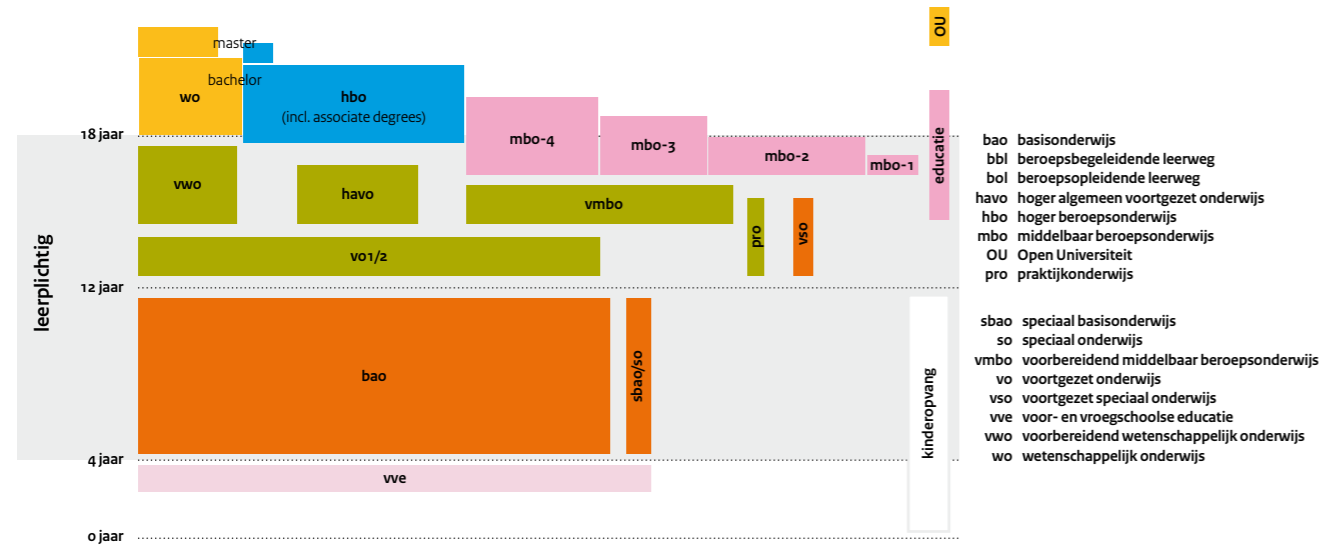 OU
master
bachelor
wo
hbo
(incl. associate degrees)
mbo-4
mbo-3
mbo-2
mbo-1
educatie
18 jaar
vwo
havo
vmbo
pro
vso
vo1/2
12 jaar
leerplichtig
bao
sbao/so
kinderopvang
4 jaar
vve
0 jaar
bao basisonderwijs
bbl beroepsbegeleidende leerweg
bol beroepsopleidende leerweg
havo hoger algemeen voortgezet onderwijs
hbo hoger beroepsonderwijs
mbo middelbaar beroepsonderwijs
OU Open Universiteit
pro praktijkonderwijs
sbao speciaal basisonderwijs
so speciaal onderwijs
vmbo voorbereidend middelbaar beroepsonderwijs
vo voortgezet onderwijs
vso voortgezet speciaal onderwijs
vve voor- en vroegschoolse educatie
vwo voorbereidend wetenschappelijk onderwijs
wo wetenschappelijk onderwijs